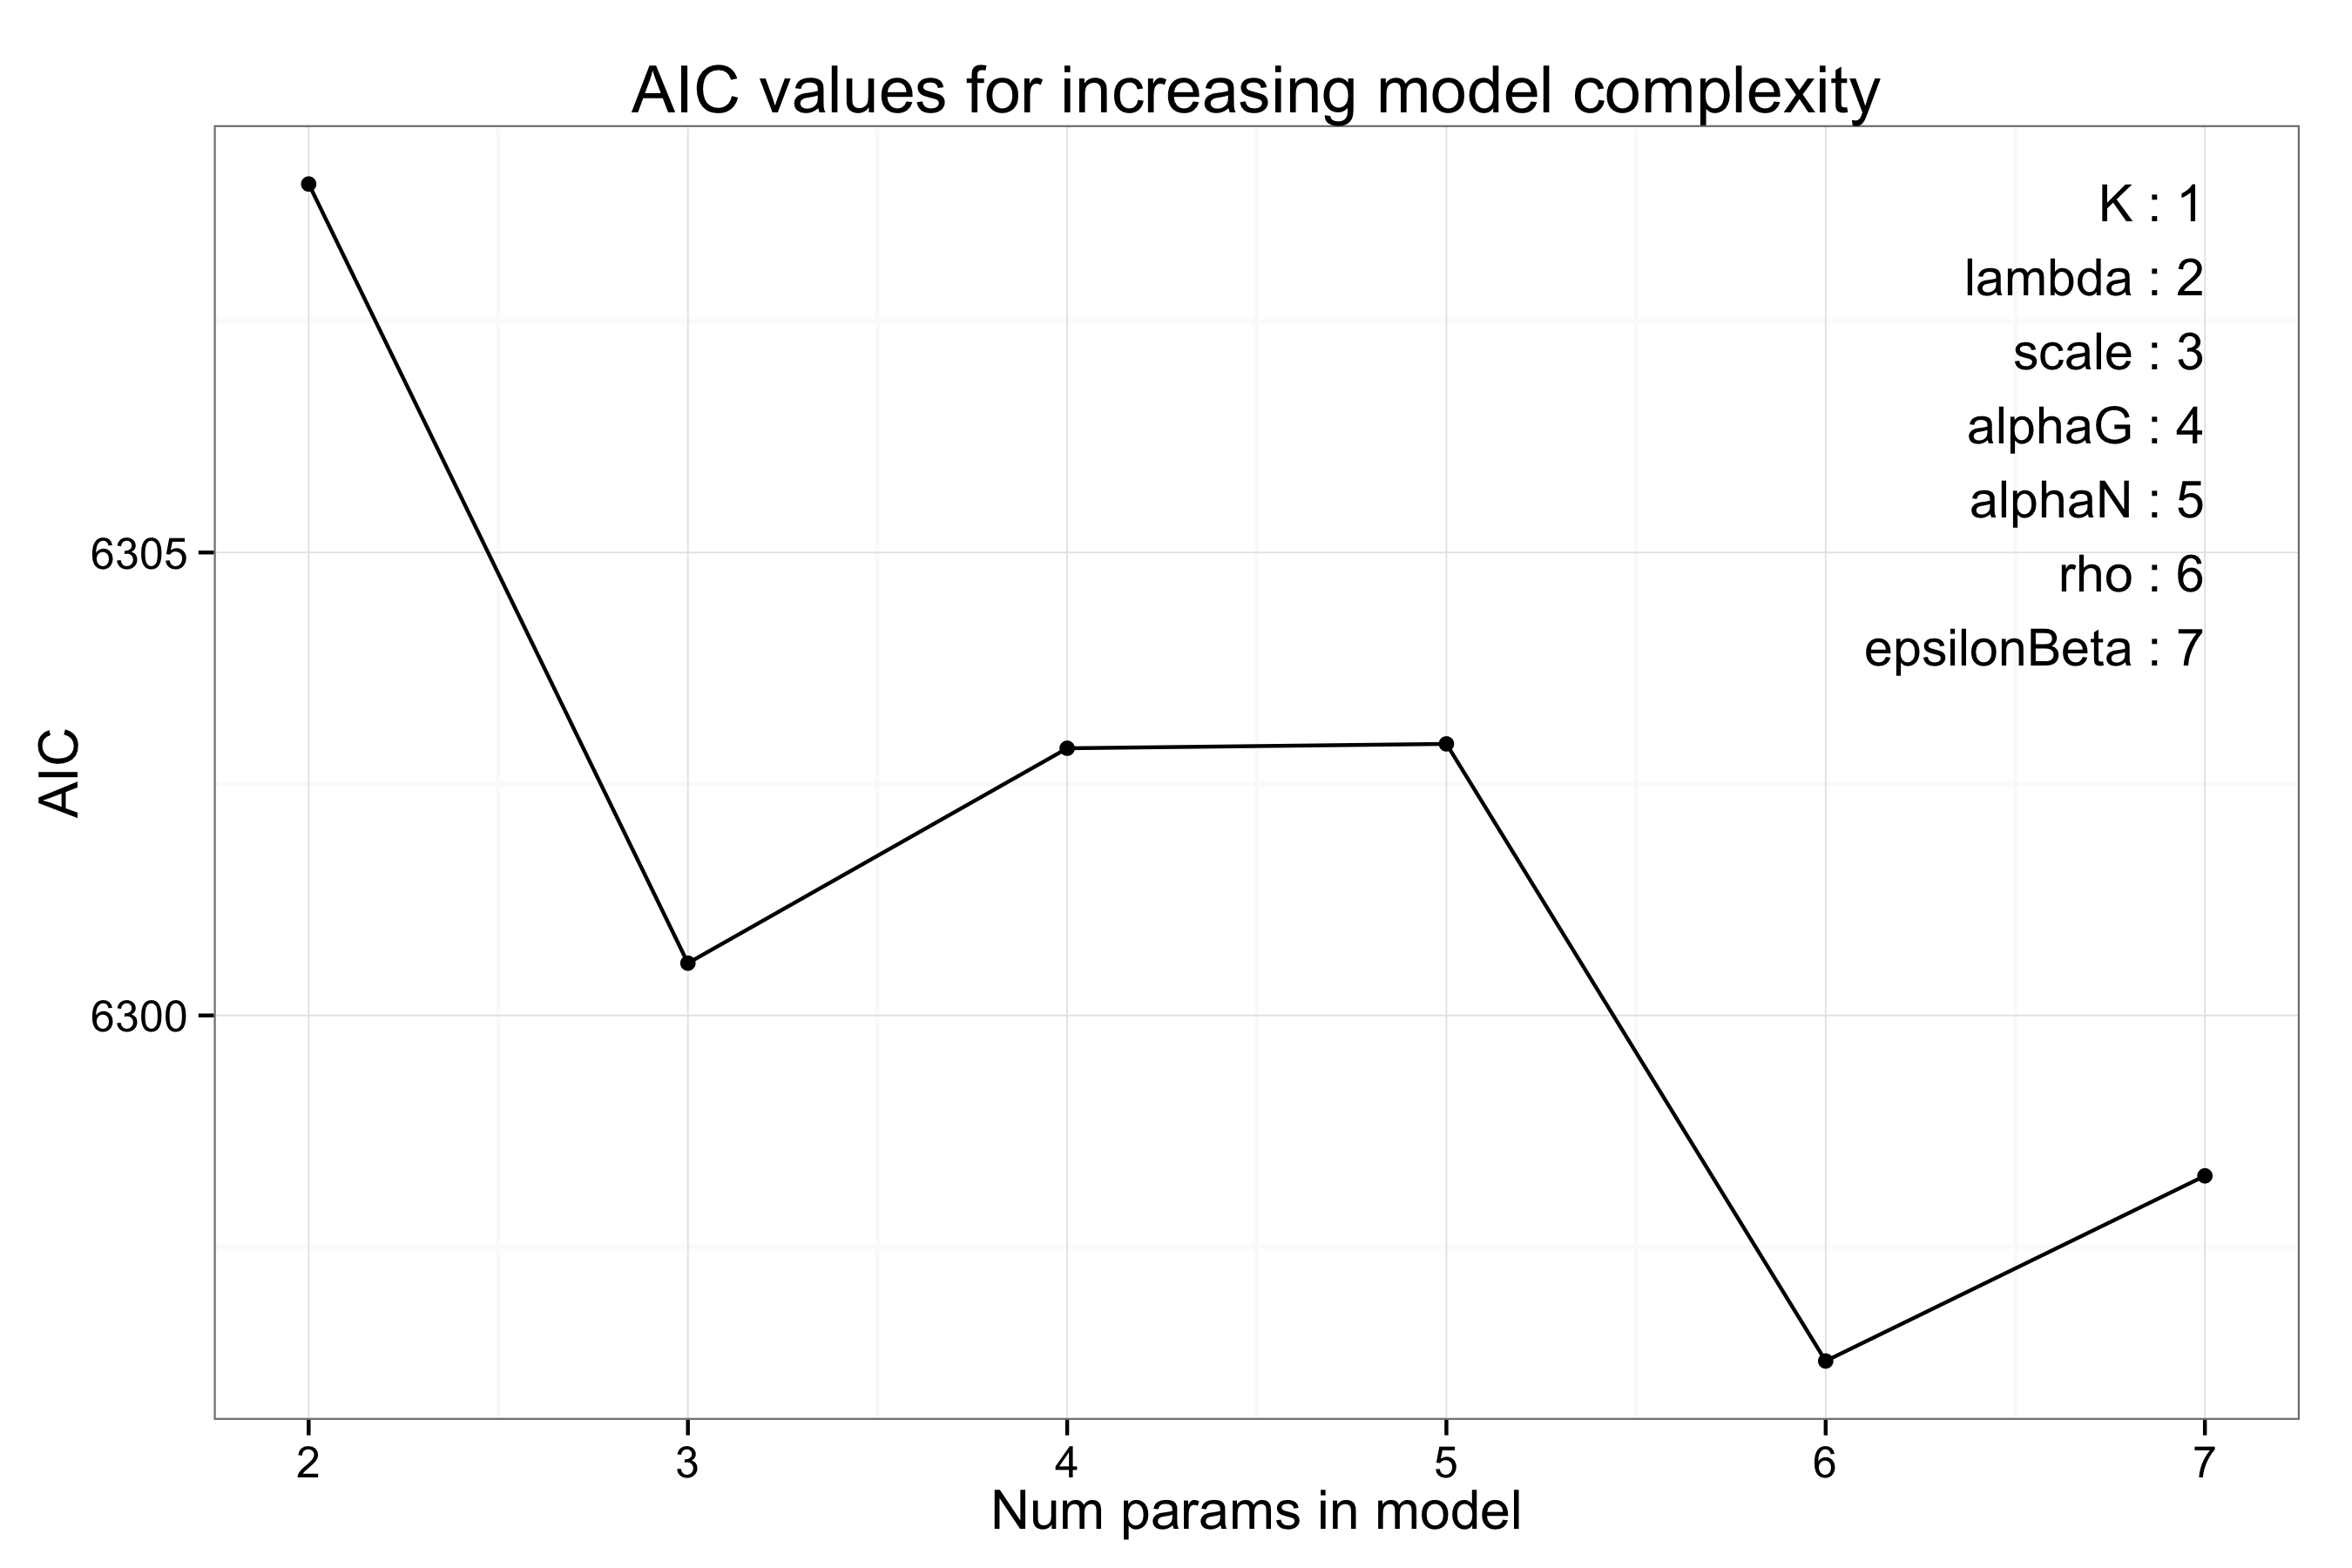 AIC values for increasing model complexity
K : 1
lambda : 2
scale : 3
alphaG : 4
alphaN : 5
rho : 6
epsilonBeta : 7
6305
6300
AIC
2 3 4 5 6 7
Num params in model